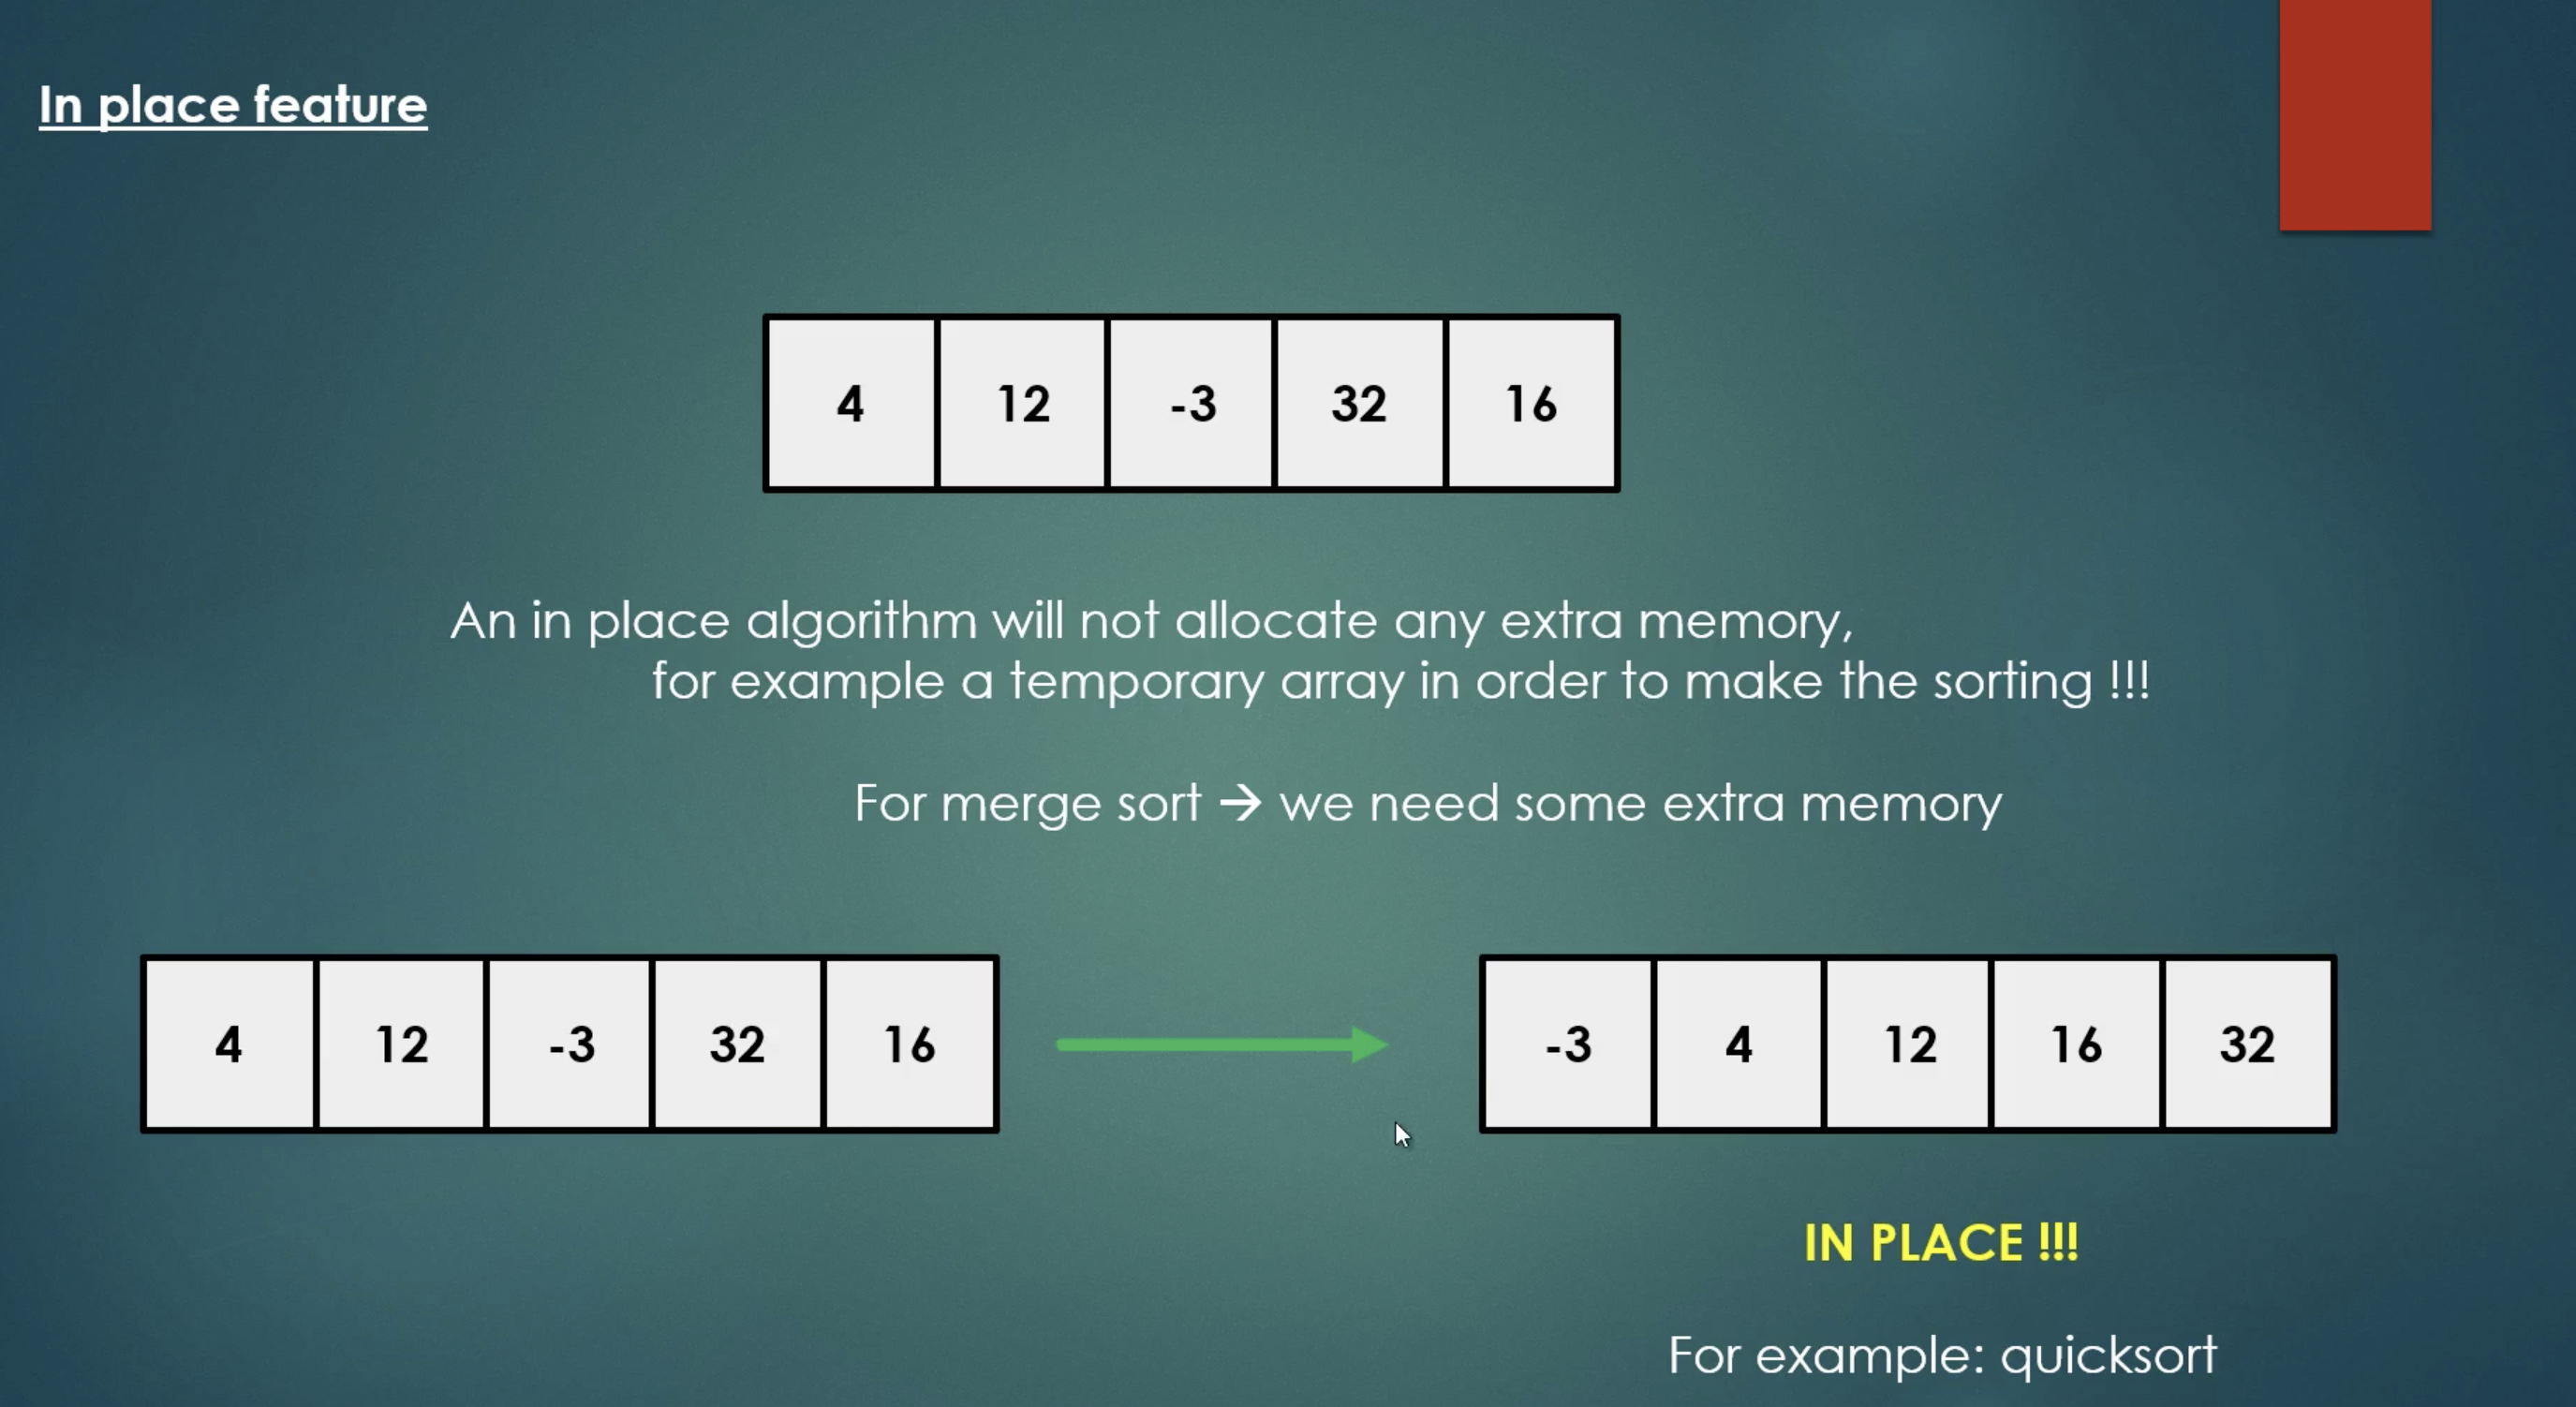 In place feature
4 12 -3 32 16
An in place algorithm will not allocate any extra memory,
for example a temporary array in order to make the sorting !!!
For merge sort → we need some extra memory
4 12 -3 32 16
-3 4 12 16 32
IN PLACE !!!
For example: quicksort